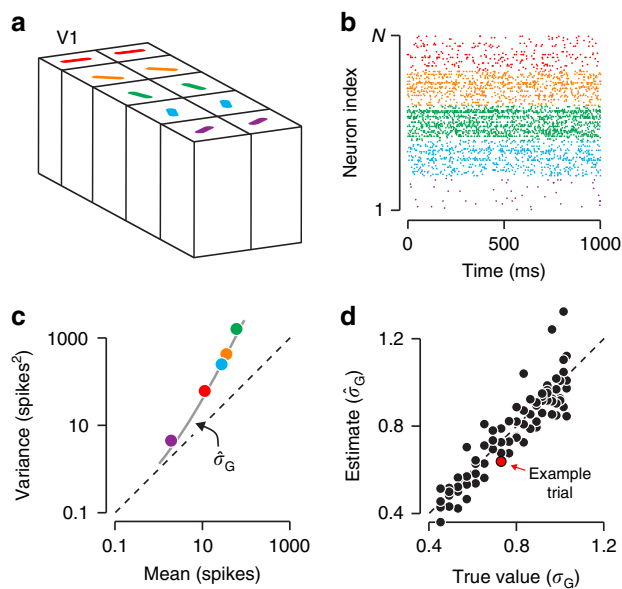 a
V1
b
N
Neuron index
1
0
500
1000
Time (ms)
c
1000
10
0.1
Variance (spikes²)
σ̂G
0.1
10
1000
Mean (spikes)
d
1.2
0.8
0.4
Estimate (σ̂G)
Example
trial
0.4
0.8
1.2
True value (σG)